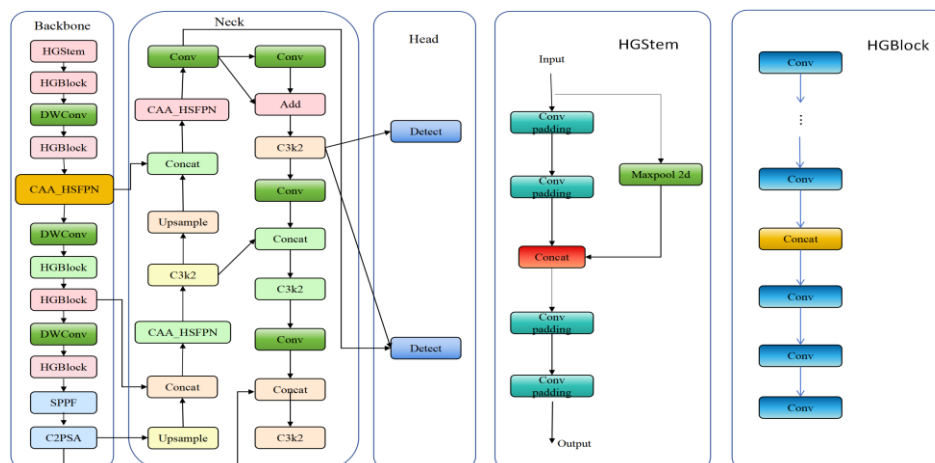 Backbone
HGStem
HGBlock
DWConv
HGBlock
CAA_HSFPN
DWConv
HGBlock
HGBlock
DWConv
HGBlock
SPPF
C2PSA
Neck
Conv
CAA_HSFPN
Concat
Upsample
C3k2
CAA_HSFPN
Concat
Upsample
Conv
Add
C3k2
Conv
Concat
C3k2
Conv
Concat
C3k2
Head
Detect
Detect
HGStem
Input
Conv
padding
Conv
padding
Maxpool 2d
Concat
Conv
padding
Conv
padding
Output
HGBlock
Conv
...
Conv
Concat
Conv
Conv
Conv